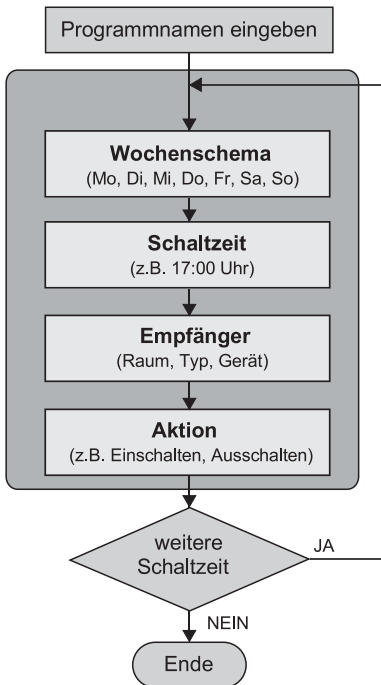 Programmnamen eingeben
Wochenschema
(Mo, Di, Mi, Do, Fr, Sa, So)
Schaltzeit
(z.B. 17:00 Uhr)
Empfänger
(Raum, Typ, Gerät)
Aktion
(z.B. Einschalten, Ausschalten)
weitere
Schaltzeit
JA
NEIN
Ende